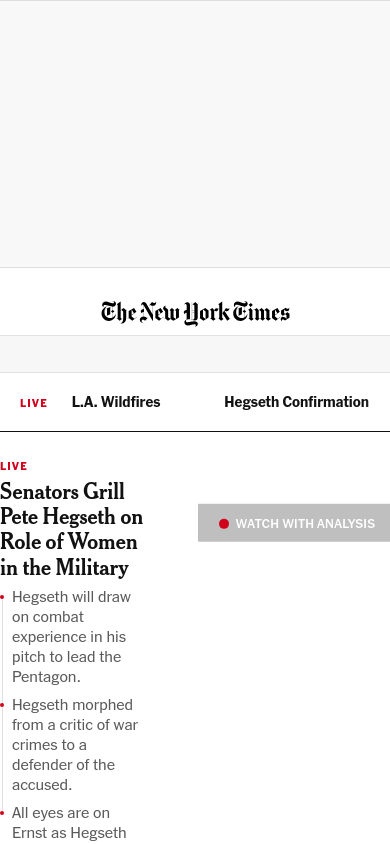 The New York Times
LIVE
L.A. Wildfires
Hegseth Confirmation
LIVE
Senators Grill
Pete Hegseth on
Role of Women
in the Military
WATCH WITH ANALYSIS
Hegseth will draw
on combat
experience in his
pitch to lead the
Pentagon.
Hegseth morphed
from a critic of war
crimes to a
defender of the
accused.
All eyes are on
Ernst as Hegseth